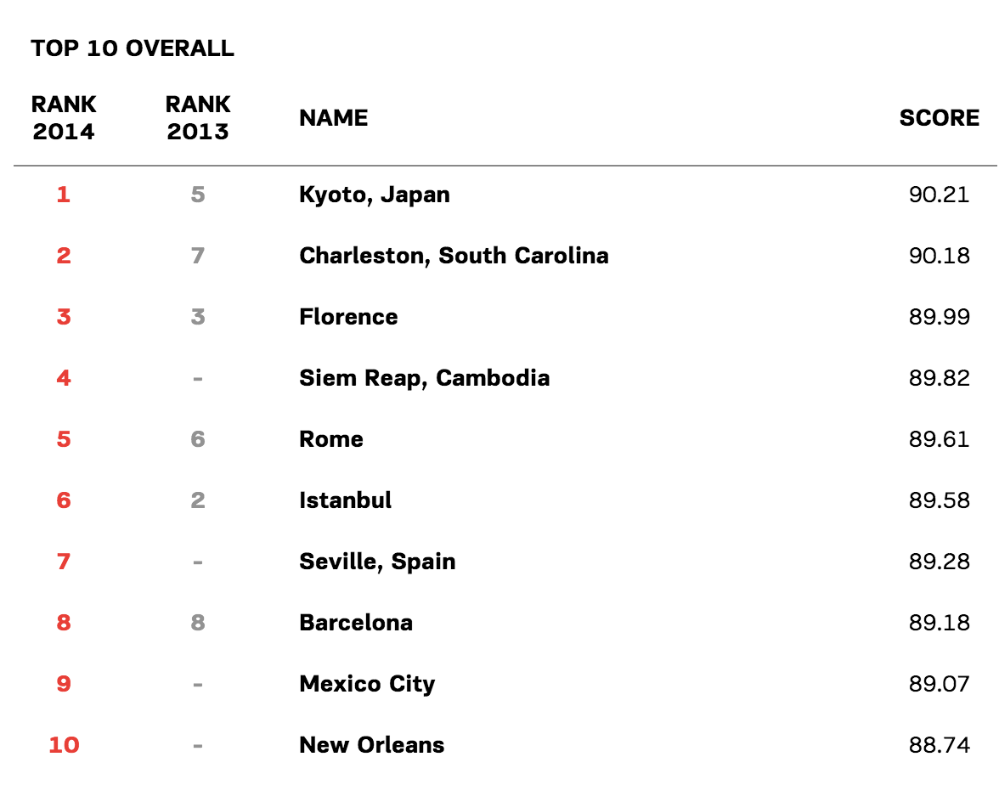 TOP 10 OVERALL
RANK 2014 RANK 2013 NAME SCORE
1 5 Kyoto, Japan 90.21
2 7 Charleston, South Carolina 90.18
3 3 Florence 89.99
4 - Siem Reap, Cambodia 89.82
5 6 Rome 89.61
6 2 Istanbul 89.58
7 - Seville, Spain 89.28
8 8 Barcelona 89.18
9 - Mexico City 89.07
10 - New Orleans 88.74